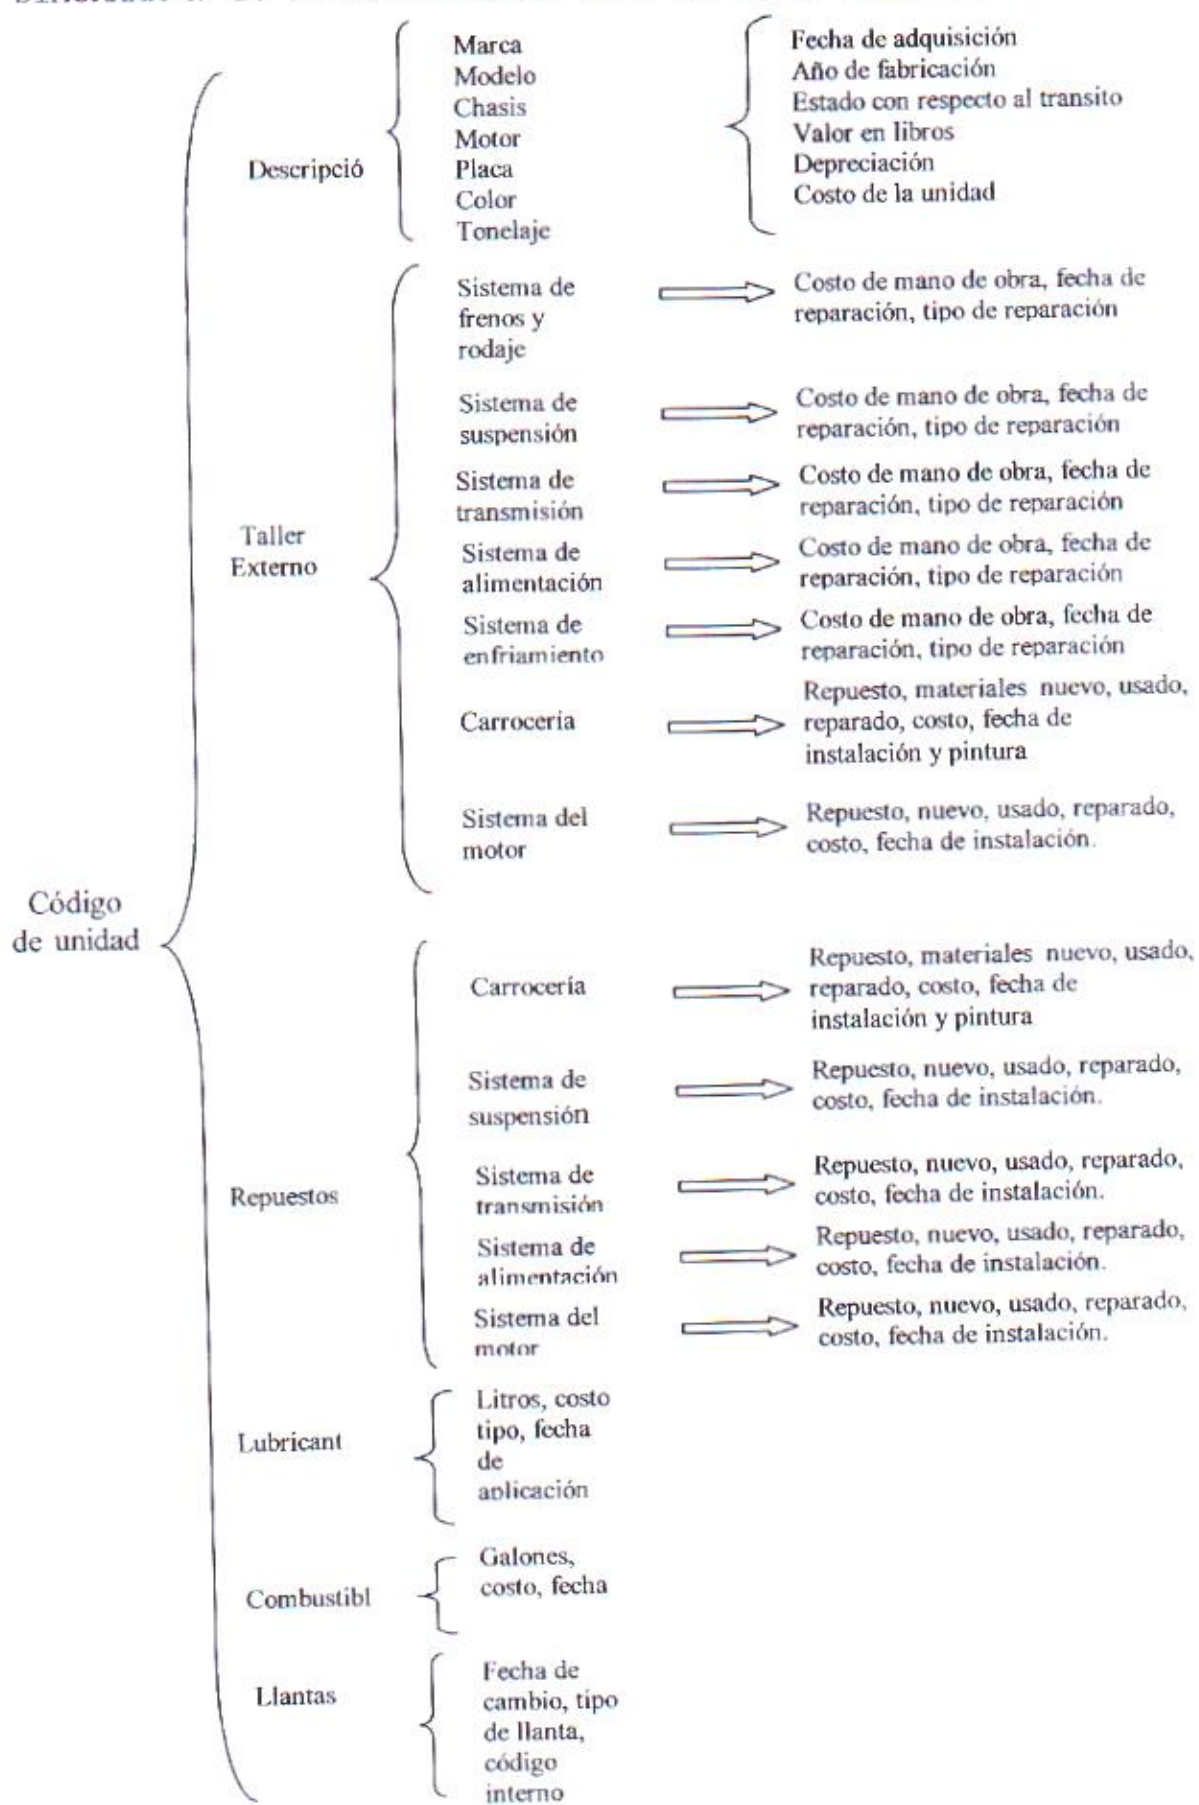 Marca
Modelo
Chasis
Motor
Placa
Color
Tonelaje
Fecha de adquisición
Año de fabricación
Estado con respecto al transito
Valor en libros
Depreciación
Costo de la unidad
Descripció
Sistema de
frenos y
rodaje
Costo de mano de obra, fecha de
reparación, tipo de reparación
Sistema de
suspensión
Costo de mano de obra, fecha de
reparación, tipo de reparación
Sistema de
transmisión
Costo de mano de obra, fecha de
reparación, tipo de reparación
Taller
Externo
Sistema de
alimentación
Costo de mano de obra, fecha de
reparación, tipo de reparación
Sistema de
enfriamiento
Costo de mano de obra, fecha de
reparación, tipo de reparación
Carrocería
Repuesto, materiales nuevo, usado,
reparado, costo, fecha de
instalación y pintura
Sistema del
motor
Repuesto, nuevo, usado, reparado,
costo, fecha de instalación.
Código
de unidad
Carrocería
Repuesto, materiales nuevo, usado,
reparado, costo, fecha de
instalación y pintura
Sistema de
suspensión
Repuesto, nuevo, usado, reparado,
costo, fecha de instalación.
Repuestos
Sistema de
transmisión
Repuesto, nuevo, usado, reparado,
costo, fecha de instalación.
Sistema de
alimentación
Repuesto, nuevo, usado, reparado,
costo, fecha de instalación.
Sistema del
motor
Repuesto, nuevo, usado, reparado,
costo, fecha de instalación.
Lubricant
Litros, costo
tipo, fecha
de
aplicación
Combustibl
Galones,
costo, fecha
Llantas
Fecha de
cambio, tipo
de llanta,
código
interno